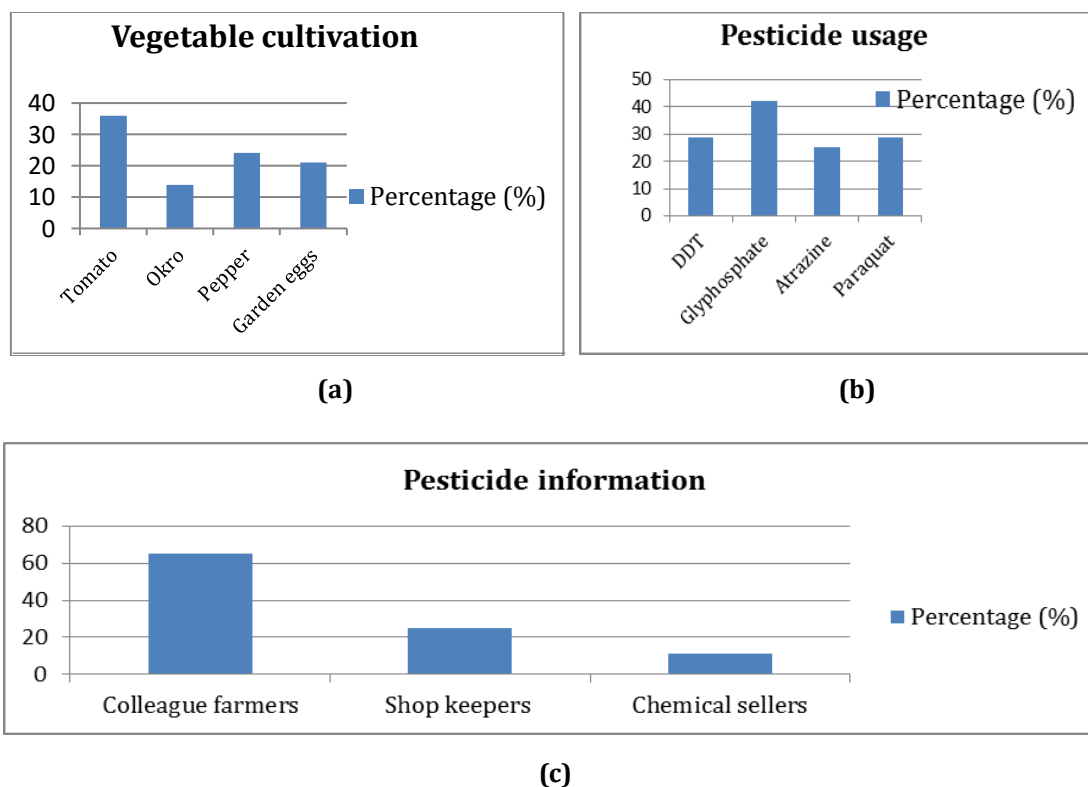 Vegetable cultivation
40
30
20
10
0
Tomato
Okro
Pepper
Garden eggs
Percentage (%)
(a)
Pesticide usage
50
40
30
20
10
0
DDT
Glyphosphate
Atrazine
Paraquat
Percentage (%)
(b)
Pesticide information
80
60
40
20
0
Colleague farmers Shop keepers Chemical sellers
Percentage (%)
(c)